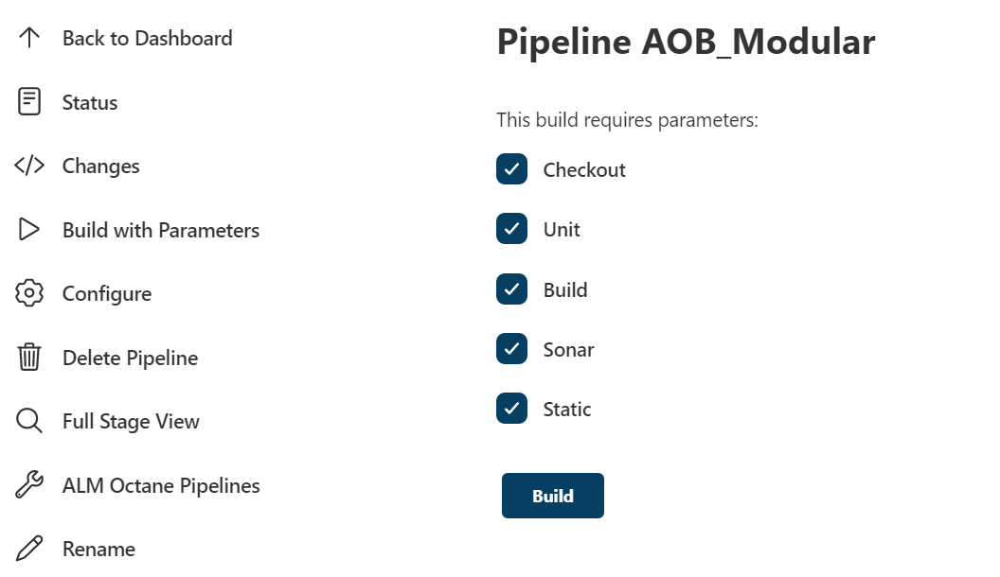 Back to Dashboard
Status
Changes
Build with Parameters
Configure
Delete Pipeline
Full Stage View
ALM Octane Pipelines
Rename
Pipeline AOB_Modular
This build requires parameters:
Checkout
Unit
Build
Sonar
Static
Build